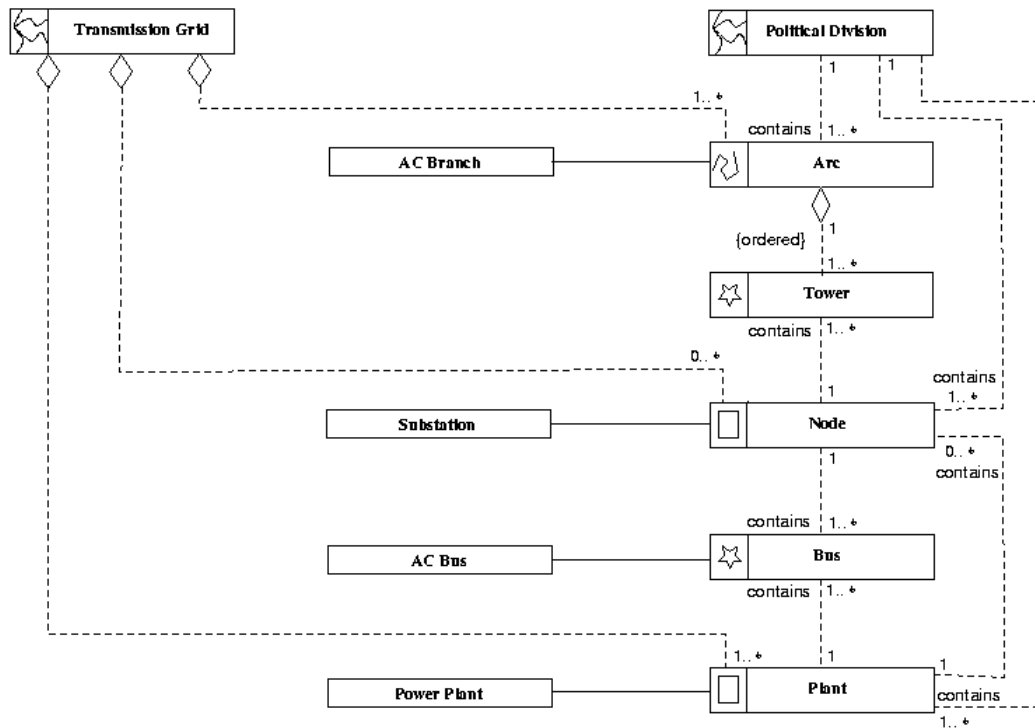 Transmission Grid
Political Division
1
1
1..*
contains
1..*
AC Branch
Arc
1
{ordered}
1..*
Tower
contains
1..*
0..*
1
contains
1..*
Substation
Node
1
0..*
contains
contains
1..*
AC Bus
Bus
contains
1..*
1..*
1
1
Power Plant
Plant
contains
1..*